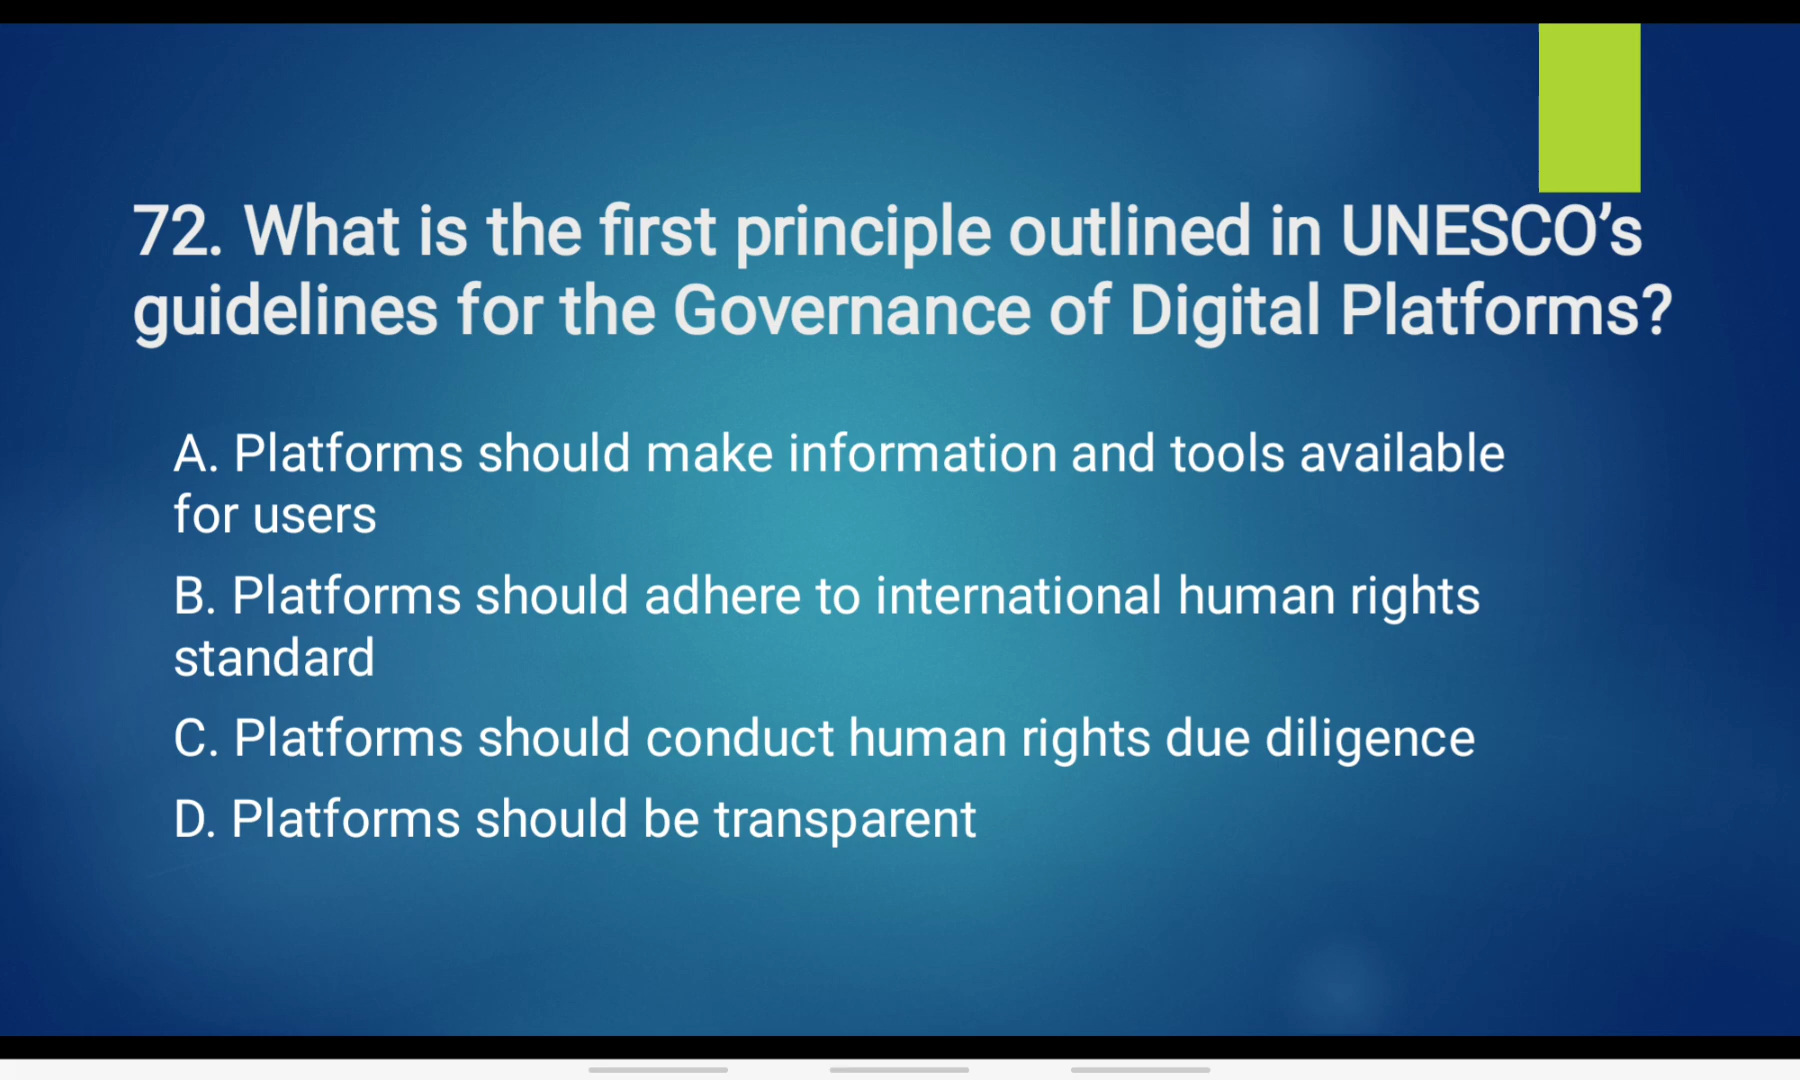 72. What is the first principle outlined in UNESCO’s
guidelines for the Governance of Digital Platforms?
A. Platforms should make information and tools available
for users
B. Platforms should adhere to international human rights
standard
C. Platforms should conduct human rights due diligence
D. Platforms should be transparent